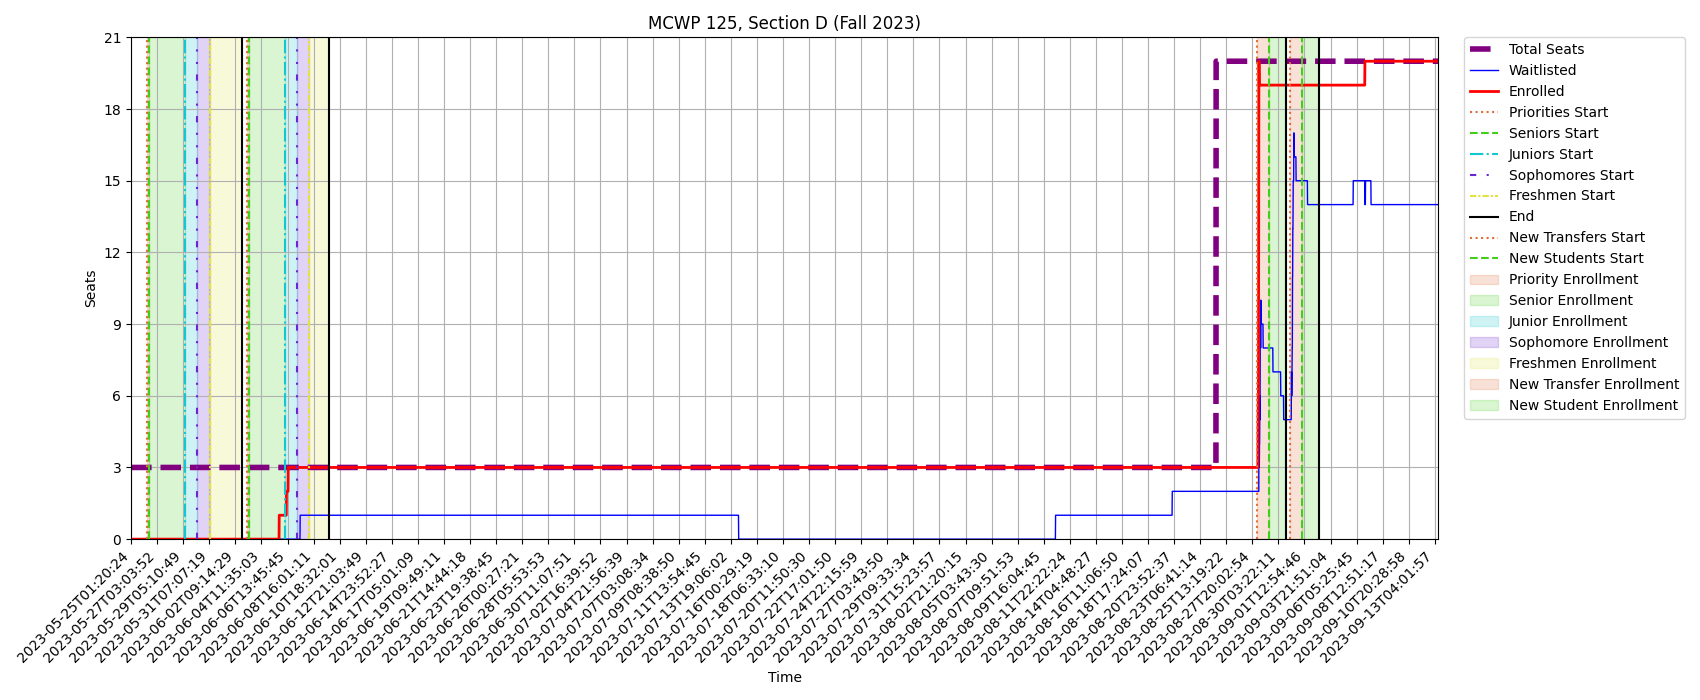 MCWP 125, Section D (Fall 2023)
21
18
15
12
9
6
3
0
Seats
2023-05-25T01:20:24
2023-05-27T03:03:52
2023-05-29T05:10:49
2023-05-31T07:07:19
2023-06-02T09:14:29
2023-06-04T11:35:03
2023-06-06T13:45:45
2023-06-08T16:01:11
2023-06-10T18:32:01
2023-06-12T21:03:49
2023-06-14T23:52:27
2023-06-17T05:01:09
2023-06-19T09:49:11
2023-06-21T14:44:18
2023-06-23T19:38:45
2023-06-26T00:27:21
2023-06-28T05:53:53
2023-06-30T11:07:51
2023-07-02T16:39:52
2023-07-04T21:56:39
2023-07-07T03:08:34
2023-07-09T08:38:50
2023-07-11T13:54:45
2023-07-13T19:06:02
2023-07-16T00:29:19
2023-07-18T06:33:10
2023-07-20T11:50:30
2023-07-22T17:01:50
2023-07-24T22:15:59
2023-07-27T03:43:50
2023-07-29T09:33:34
2023-07-31T15:23:57
2023-08-02T21:20:15
2023-08-05T03:43:30
2023-08-07T09:51:53
2023-08-09T16:04:45
2023-08-11T22:22:24
2023-08-14T04:48:27
2023-08-16T11:06:50
2023-08-18T17:24:07
2023-08-20T23:52:37
2023-08-23T06:41:14
2023-08-25T13:19:22
2023-08-27T20:02:54
2023-08-30T03:22:11
2023-09-01T12:54:46
2023-09-03T21:51:04
2023-09-06T05:25:45
2023-09-08T12:51:17
2023-09-10T20:28:58
2023-09-13T04:01:57
Time
Total Seats
Waitlisted
Enrolled
Priorities Start
Seniors Start
Juniors Start
Sophomores Start
Freshmen Start
End
New Transfers Start
New Students Start
Priority Enrollment
Senior Enrollment
Junior Enrollment
Sophomore Enrollment
Freshmen Enrollment
New Transfer Enrollment
New Student Enrollment